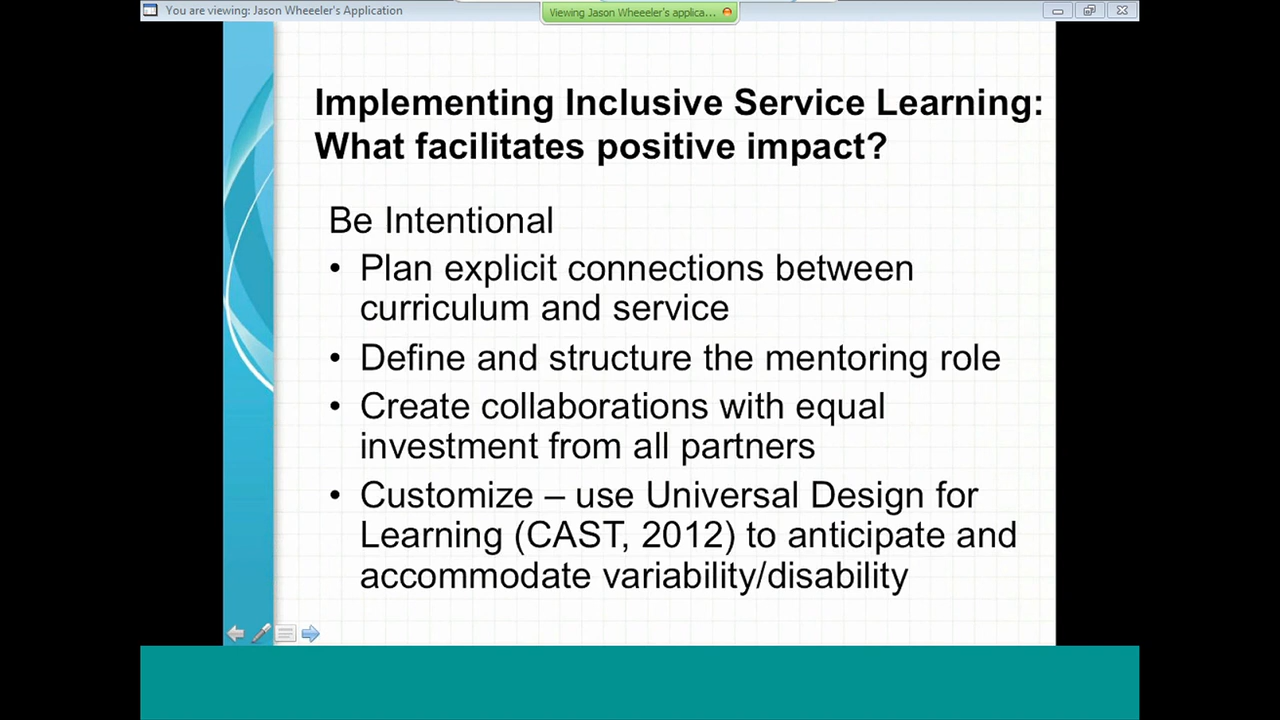 You are viewing: Jason Wheeeler's Application
Viewing Jason Wheeeler's applica...
Implementing Inclusive Service Learning:
What facilitates positive impact?
Be Intentional
• Plan explicit connections between
curriculum and service
• Define and structure the mentoring role
• Create collaborations with equal
investment from all partners
• Customize – use Universal Design for
Learning (CAST, 2012) to anticipate and
accommodate variability/disability